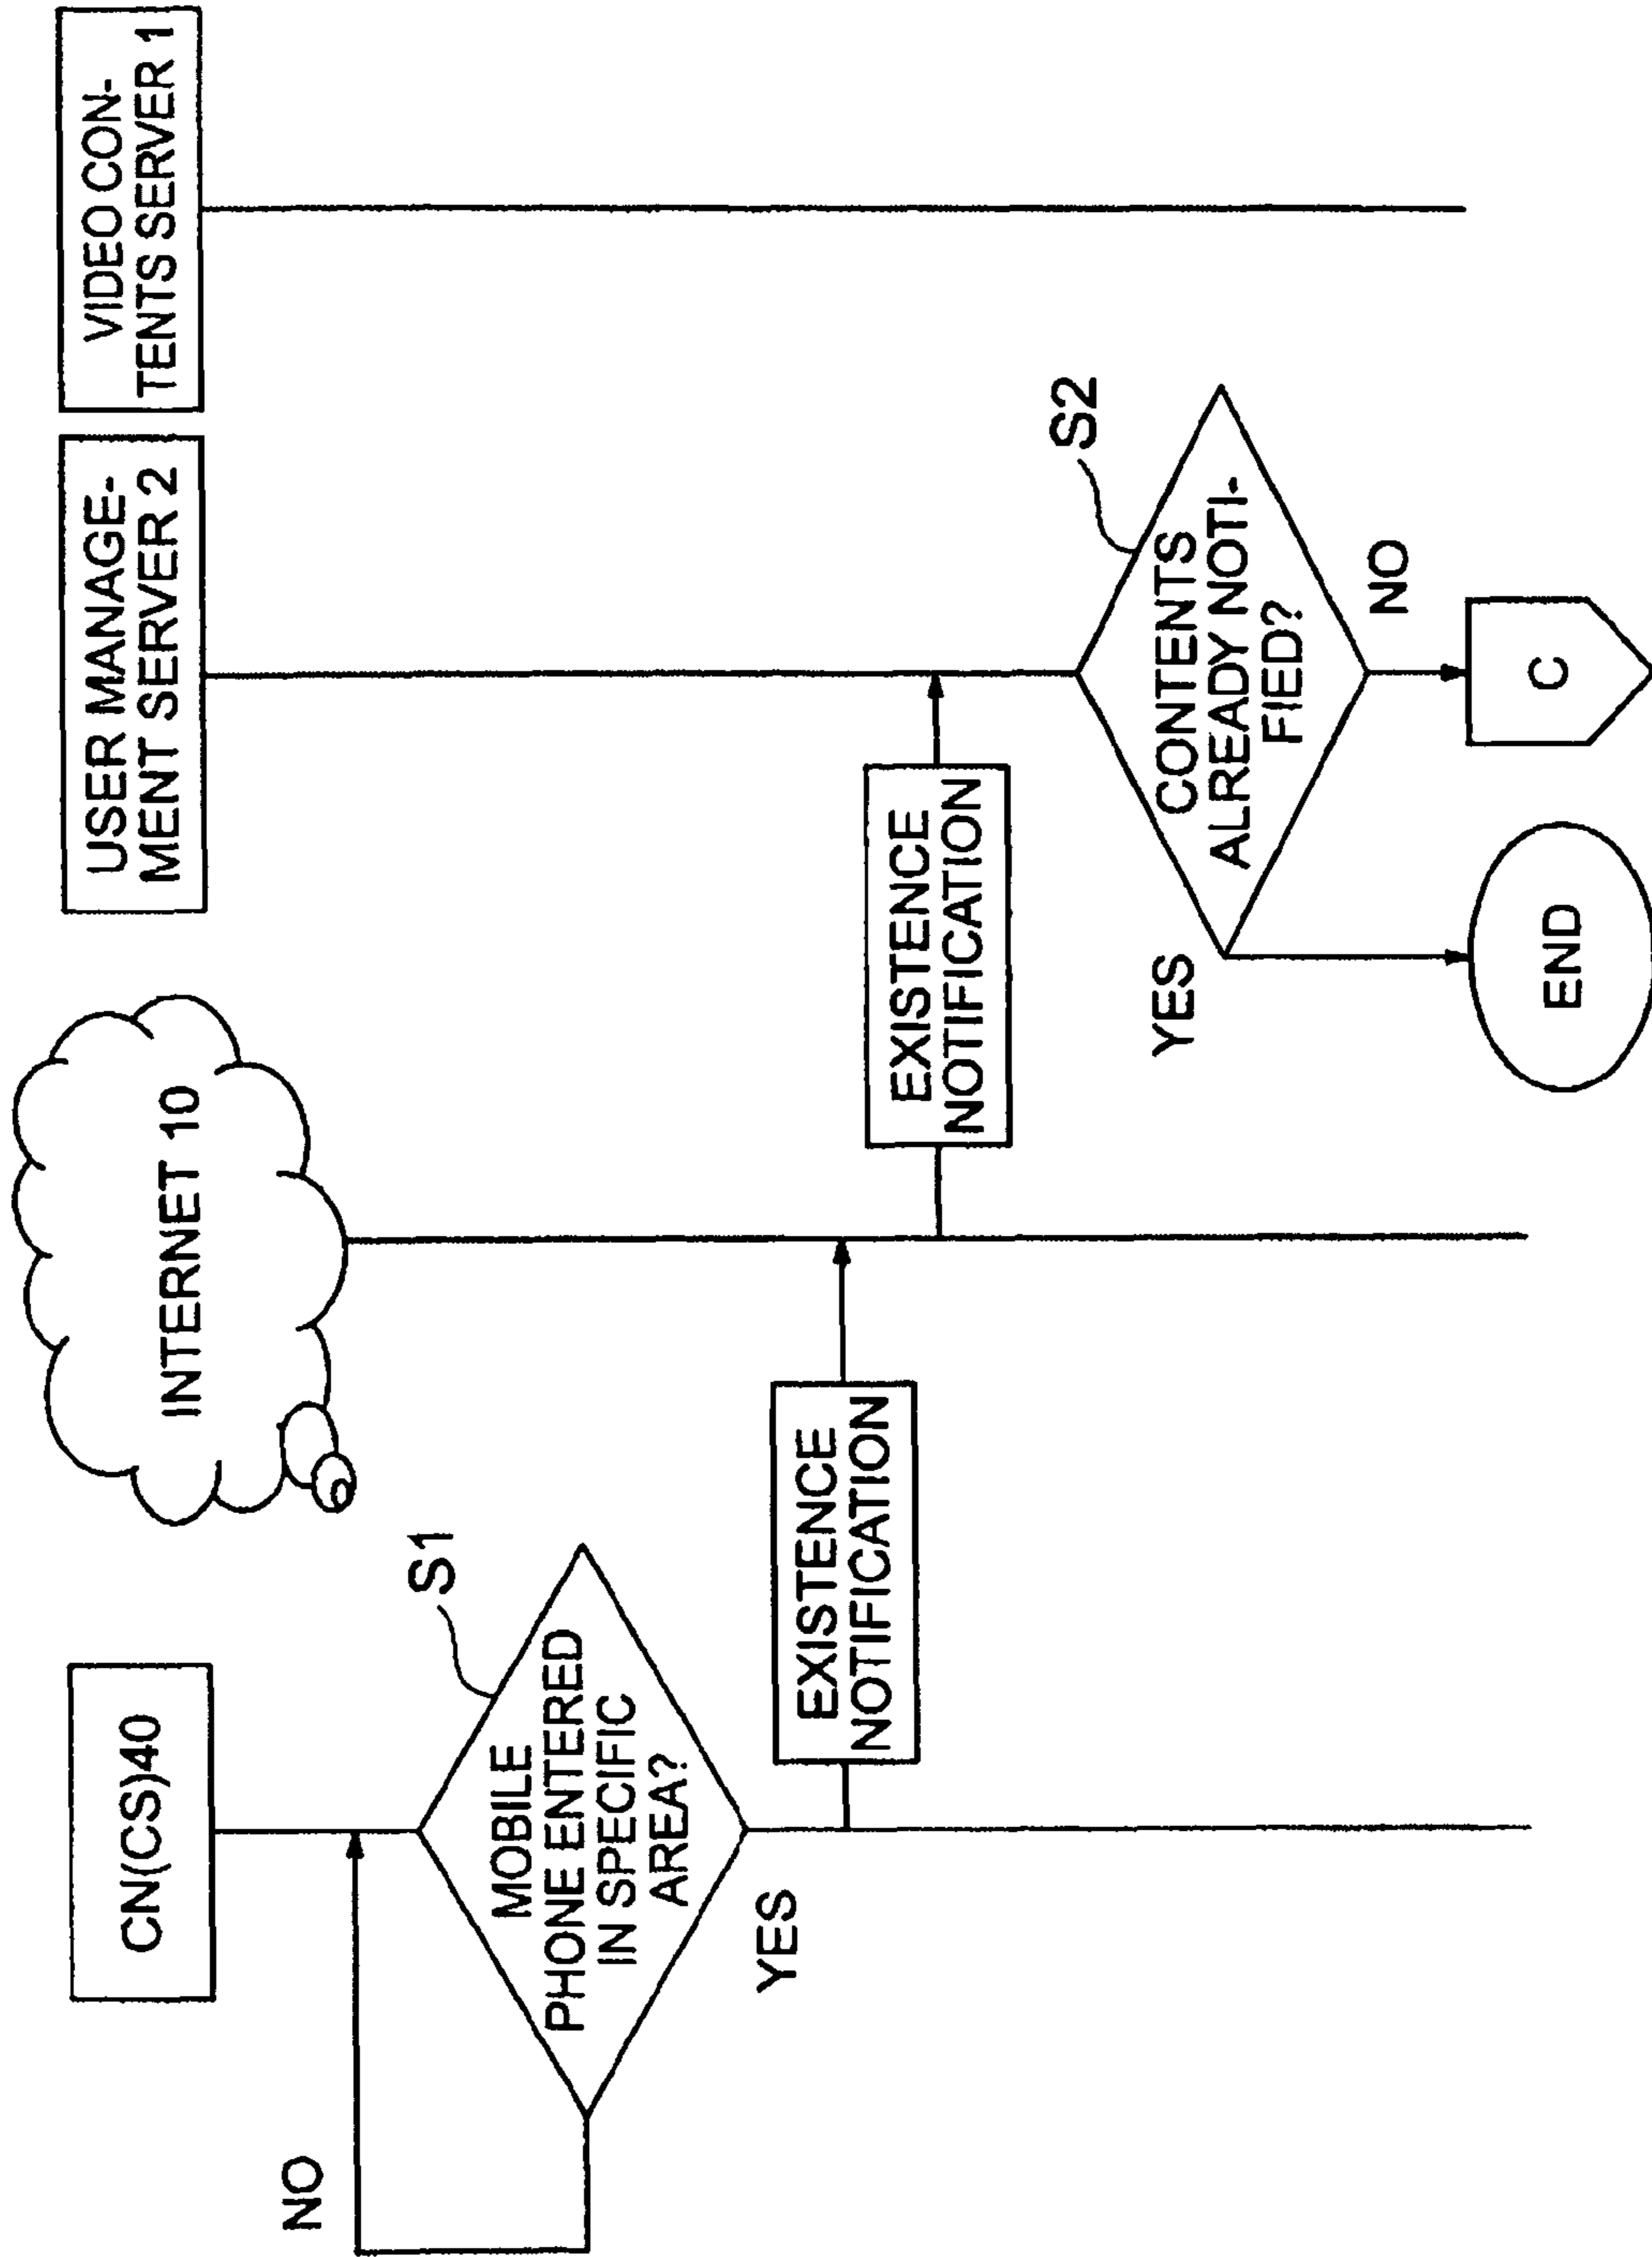 CN(CS)40
INTERNET 10
USER MANAGE-
MENT SERVER 2
VIDEO CON-
TENTS SERVER 1
NO
S1
MOBILE
PHONE ENTERED
IN SPECIFIC
AREA?
YES
EXISTENCE
NOTIFICATION
EXISTENCE
NOTIFICATION
S2
CONTENTS
ALREADY NOTI-
FIED?
YES
NO
END
C